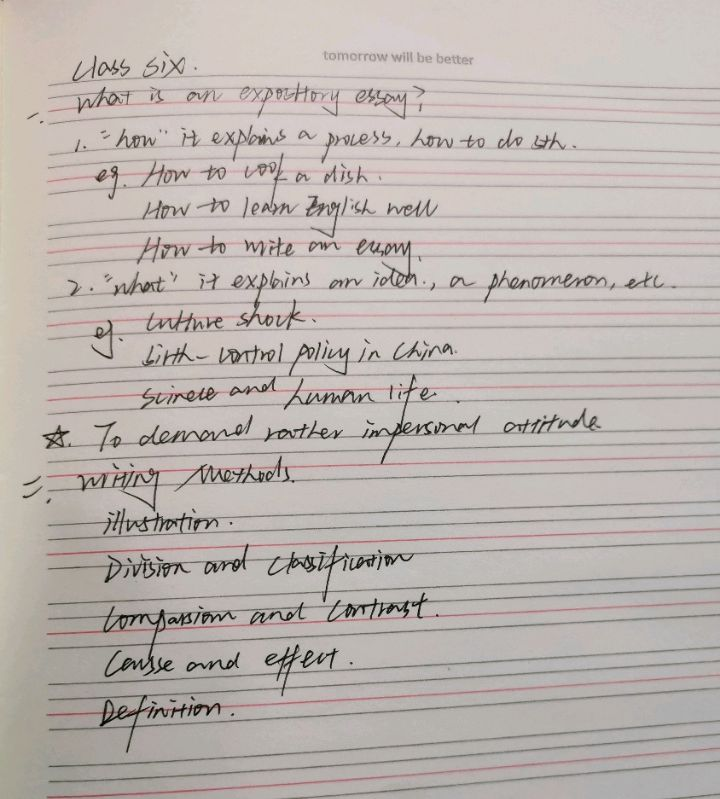 tomorrow will be better
Class Six.
一. What is an expository essay?
1. "how" it explains a process, how to do sth.
eg. How to cook a dish.
How to learn English well
How to write an essay.
2. "what" it explains an idea., a phenomenon, etc.
eg. Culture shock.
birth-control policy in China.
Science and human life.
☆. To demand rather impersonal attitude
二. Writing Methods.
illustration.
Division and Classification
Comparsion and Contrast.
Causse and effect.
Definition.